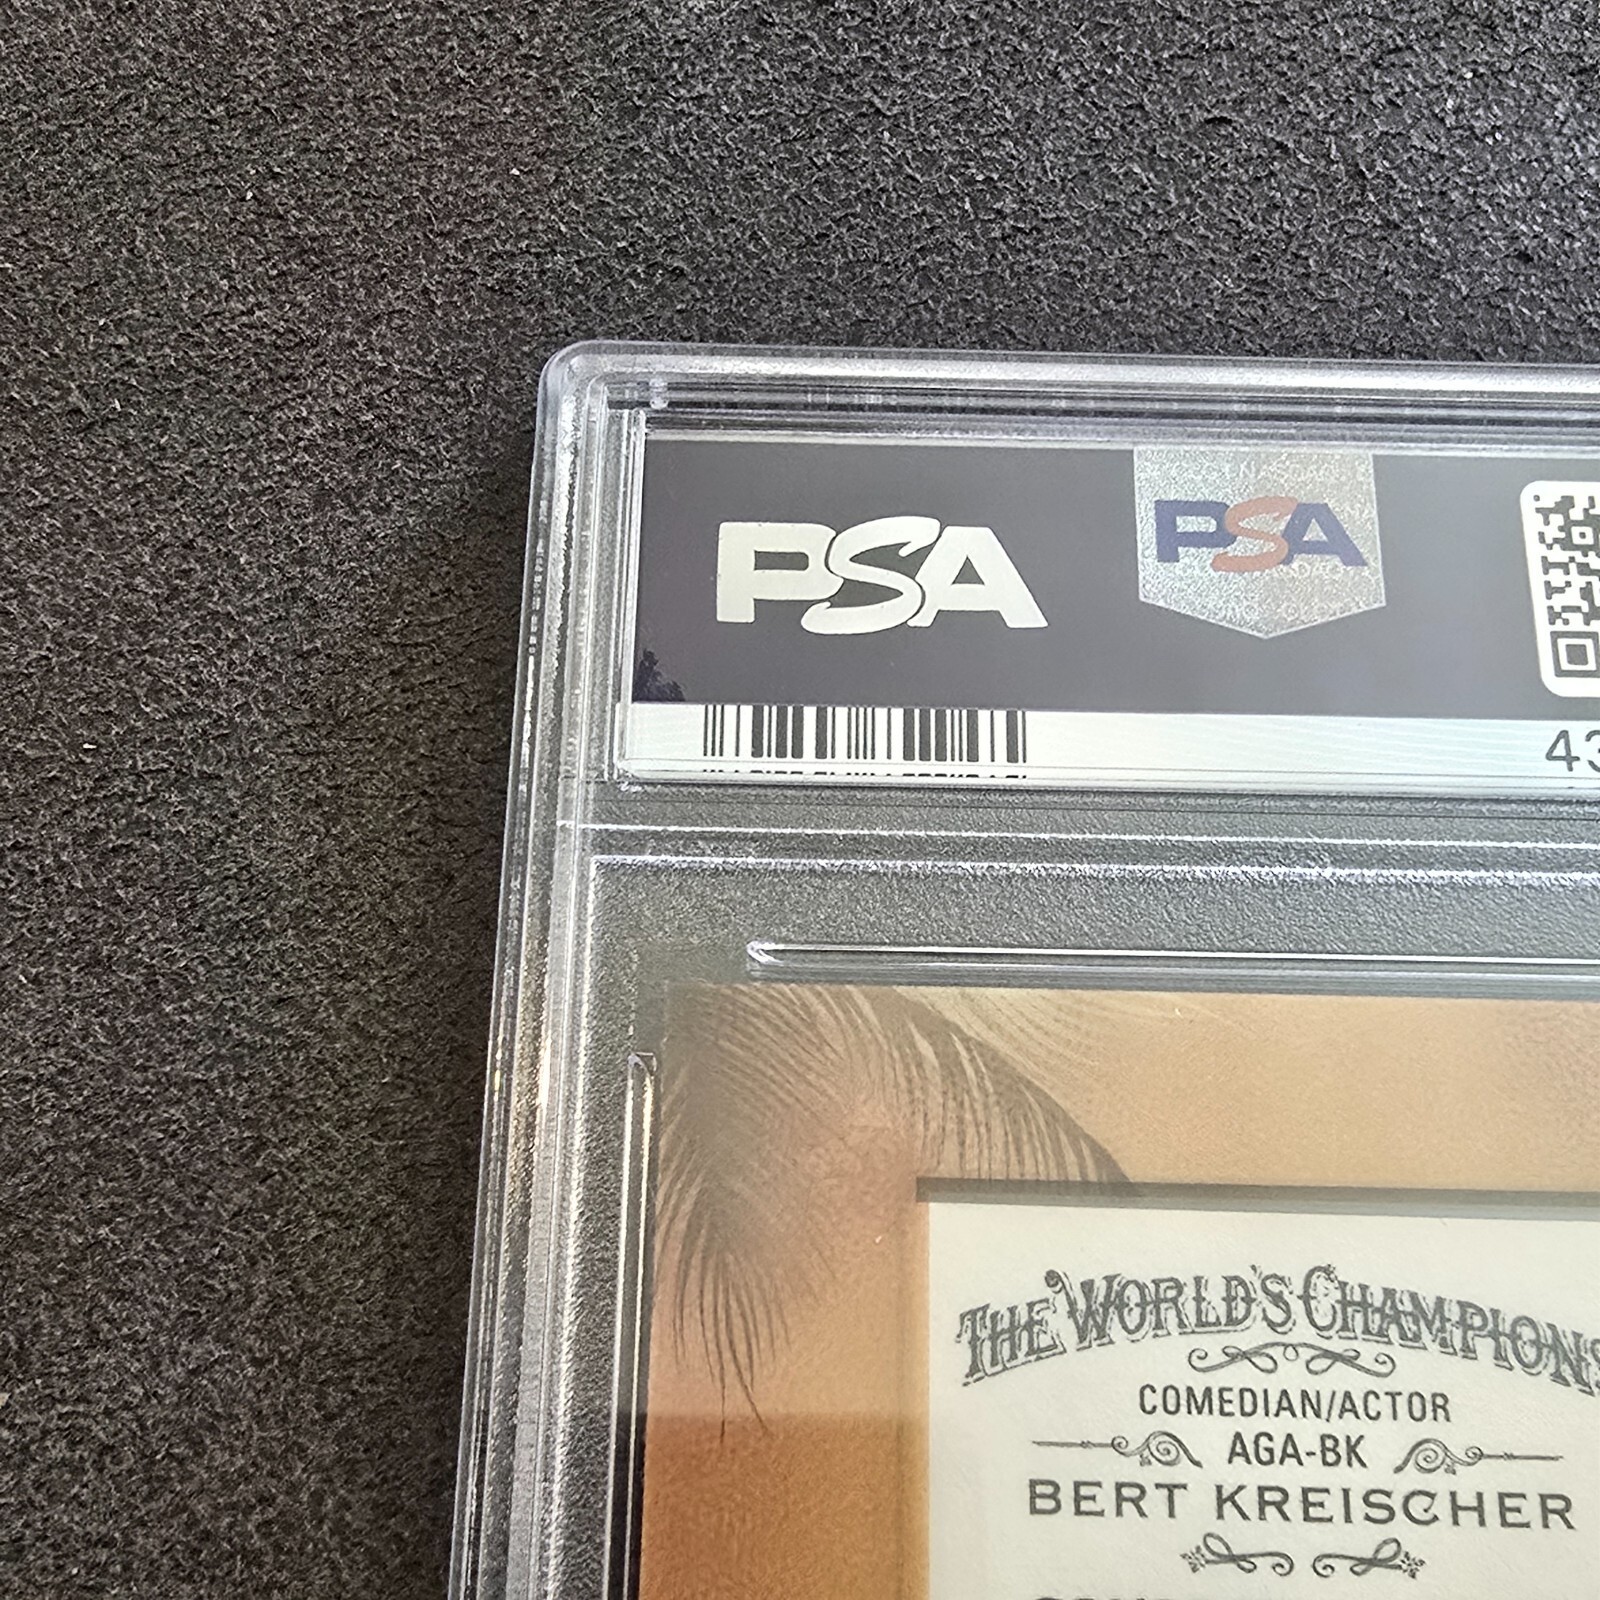 PSA
PSA
43
THE WORLD'S CHAMPIONS
COMEDIAN/ACTOR
AGA-BK
BERT KREISCHER